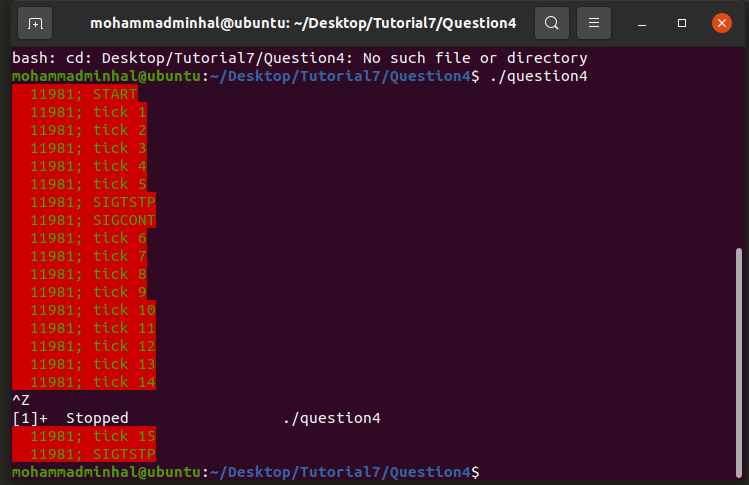 mohammadminhal@ubuntu: ~/Desktop/Tutorial7/Question4
bash: cd: Desktop/Tutorial7/Question4: No such file or directory
mohammadminhal@ubuntu:~/Desktop/Tutorial7/Question4$ ./question4
11981; START
11981; tick 1
11981; tick 2
11981; tick 3
11981; tick 4
11981; tick 5
11981; SIGTSTP
11981; SIGCONT
11981; tick 6
11981; tick 7
11981; tick 8
11981; tick 9
11981; tick 10
11981; tick 11
11981; tick 12
11981; tick 13
11981; tick 14
^Z
[1]+  Stopped                 ./question4
11981; tick 15
11981; SIGTSTP
mohammadminhal@ubuntu:~/Desktop/Tutorial7/Question4$